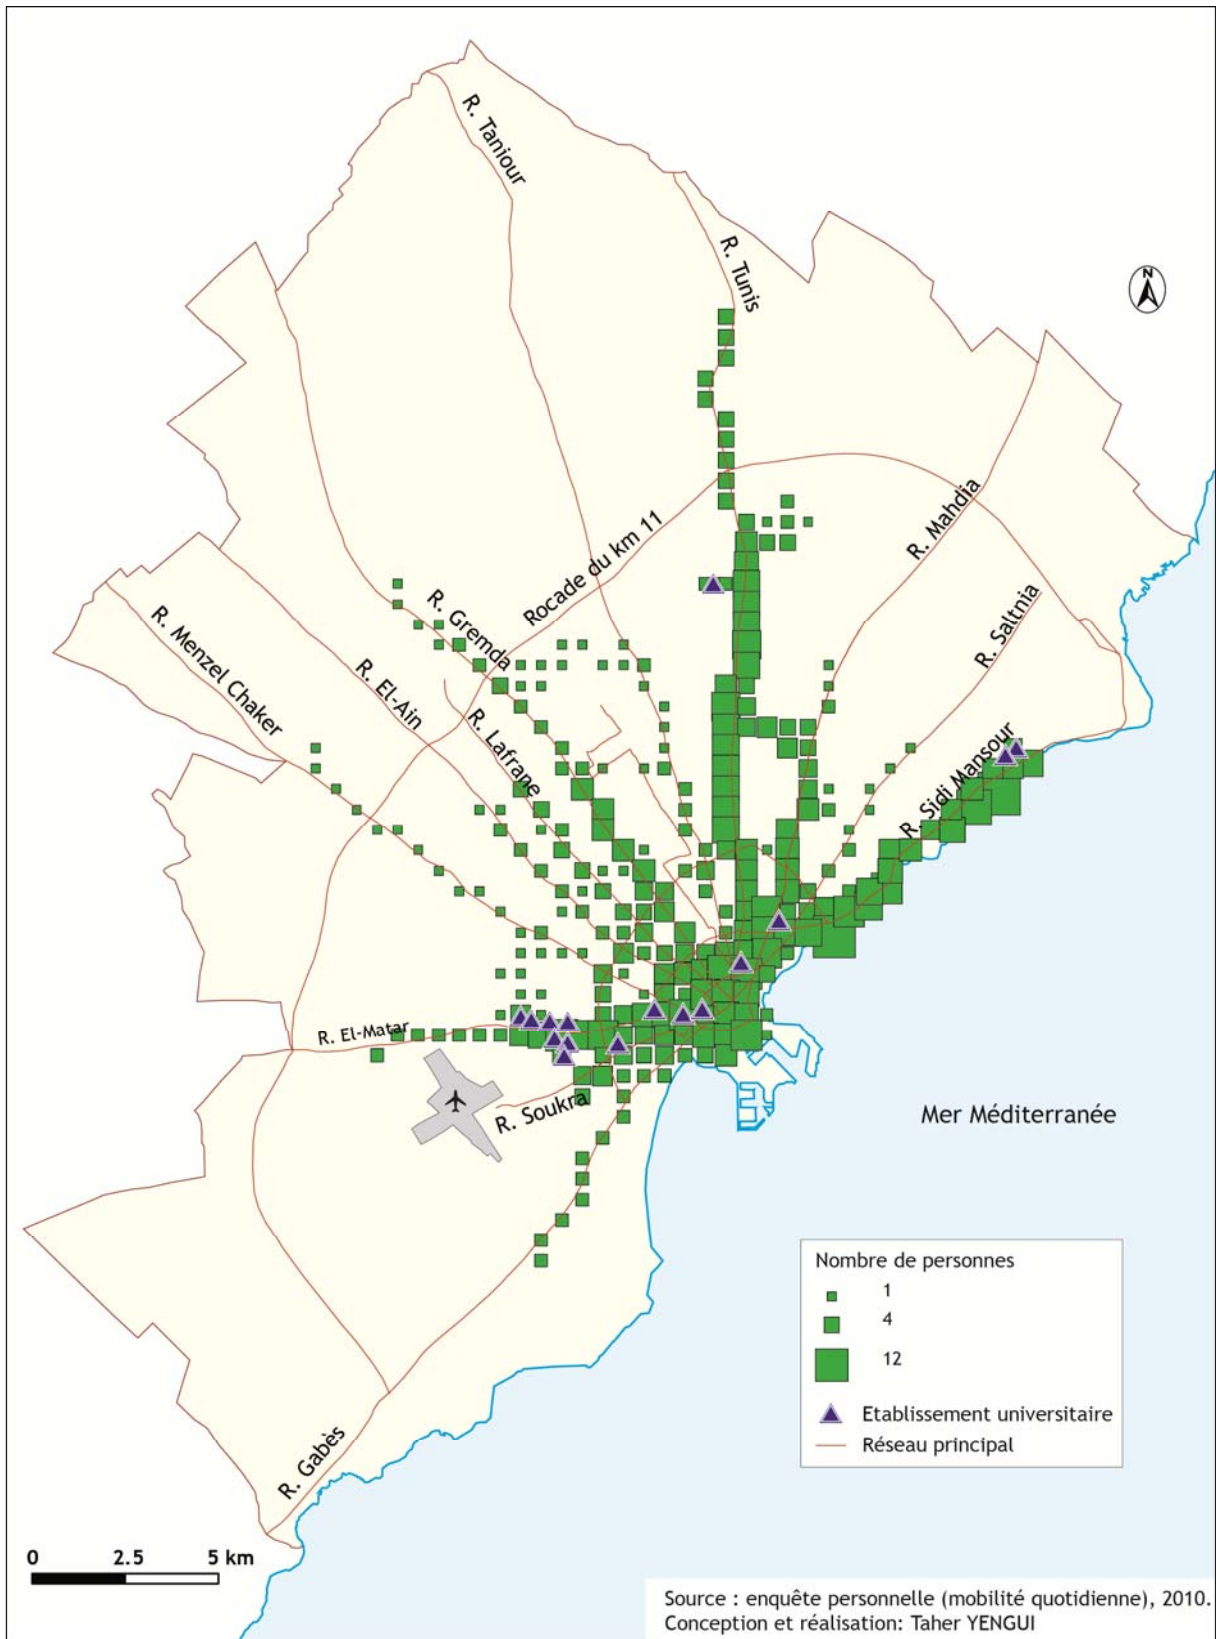 R. Taniour
R. Tunis
N
R. Mahdia
Rocade du km 11
R. Gremda
R. Saltnia
R. Menzel Chaker
R. El-Ain
R. Lafrane
R. Sidi Mansour
R. El-Matar
R. Soukra
Mer Méditerranée
Nombre de personnes
1
4
12
Etablissement universitaire
Réseau principal
R. Gabès
0 2.5 5 km
Source : enquête personnelle (mobilité quotidienne), 2010.
Conception et réalisation: Taher YENGUI